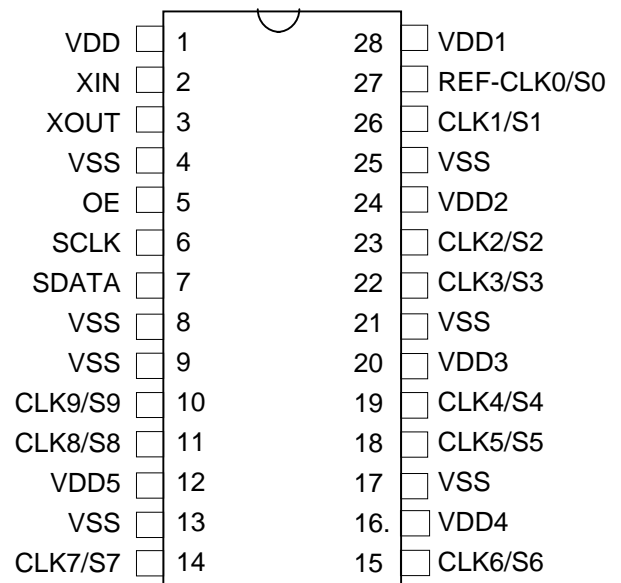 VDD 1 28 VDD1
XIN 2 27 REF-CLK0/S0
XOUT 3 26 CLK1/S1
VSS 4 25 VSS
OE 5 24 VDD2
SCLK 6 23 CLK2/S2
SDATA 7 22 CLK3/S3
VSS 8 21 VSS
VSS 9 20 VDD3
CLK9/S9 10 19 CLK4/S4
CLK8/S8 11 18 CLK5/S5
VDD5 12 17 VSS
VSS 13 16. VDD4
CLK7/S7 14 15 CLK6/S6